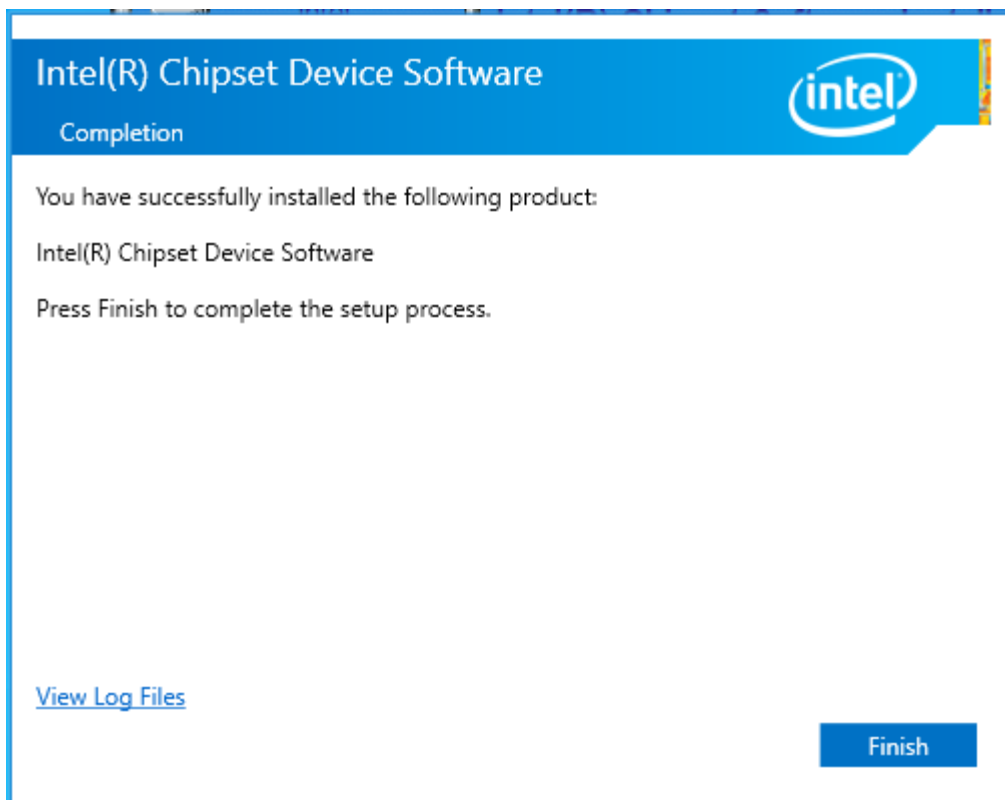 Intel(R) Chipset Device Software
intel
Completion
You have successfully installed the following product:
Intel(R) Chipset Device Software
Press Finish to complete the setup process.
View Log Files
Finish